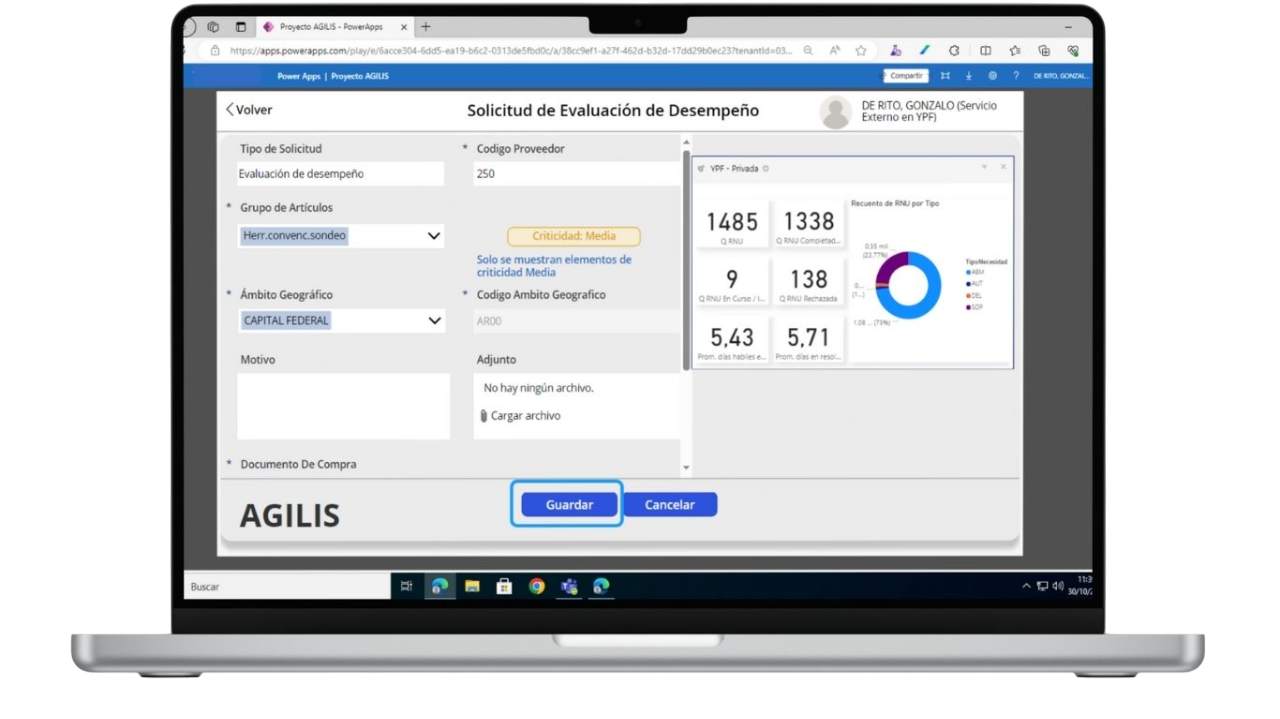 Proyecto AGILIS - PowerApps
https://apps.powerapps.com/play/e/6acce304-6dd5-ea19-b6c2-0313de5fbd0c/a/38cc9ef1-a27f-462d-b32d-17dd29b0ec23?tenantId=03...
Power Apps | Proyecto AGILIS
Compartir
?
DE RITO, GONZAL...
Volver
Solicitud de Evaluación de Desempeño
DE RITO, GONZALO (Servicio
Externo en YPF)
Tipo de Solicitud
* Codigo Proveedor
Evaluación de desempeño
250
* Grupo de Artículos
Herr.convenc.sondeo
Criticidad: Media
Solo se muestran elementos de
criticidad Media
* Ámbito Geográfico
* Codigo Ambito Geografico
CAPITAL FEDERAL
AR00
Motivo
Adjunto
No hay ningún archivo.
Cargar archivo
* Documento De Compra
YPF - Privada
1485
Q RNU
1338
Q RNU Completad...
9
Q RNU En Curso / I...
138
Q RNU Rechazada
5,43
Prom. días habiles e...
5,71
Prom. días en resol...
Recuento de RNU por Tipo
0,35 mil ...
(23.77%)
0...
(1...)
1,08 ... (73%)
TipoNecesidad
ABM
AUT
DEL
SOP
AGILIS
Guardar
Cancelar
Buscar
11:3
30/10/2